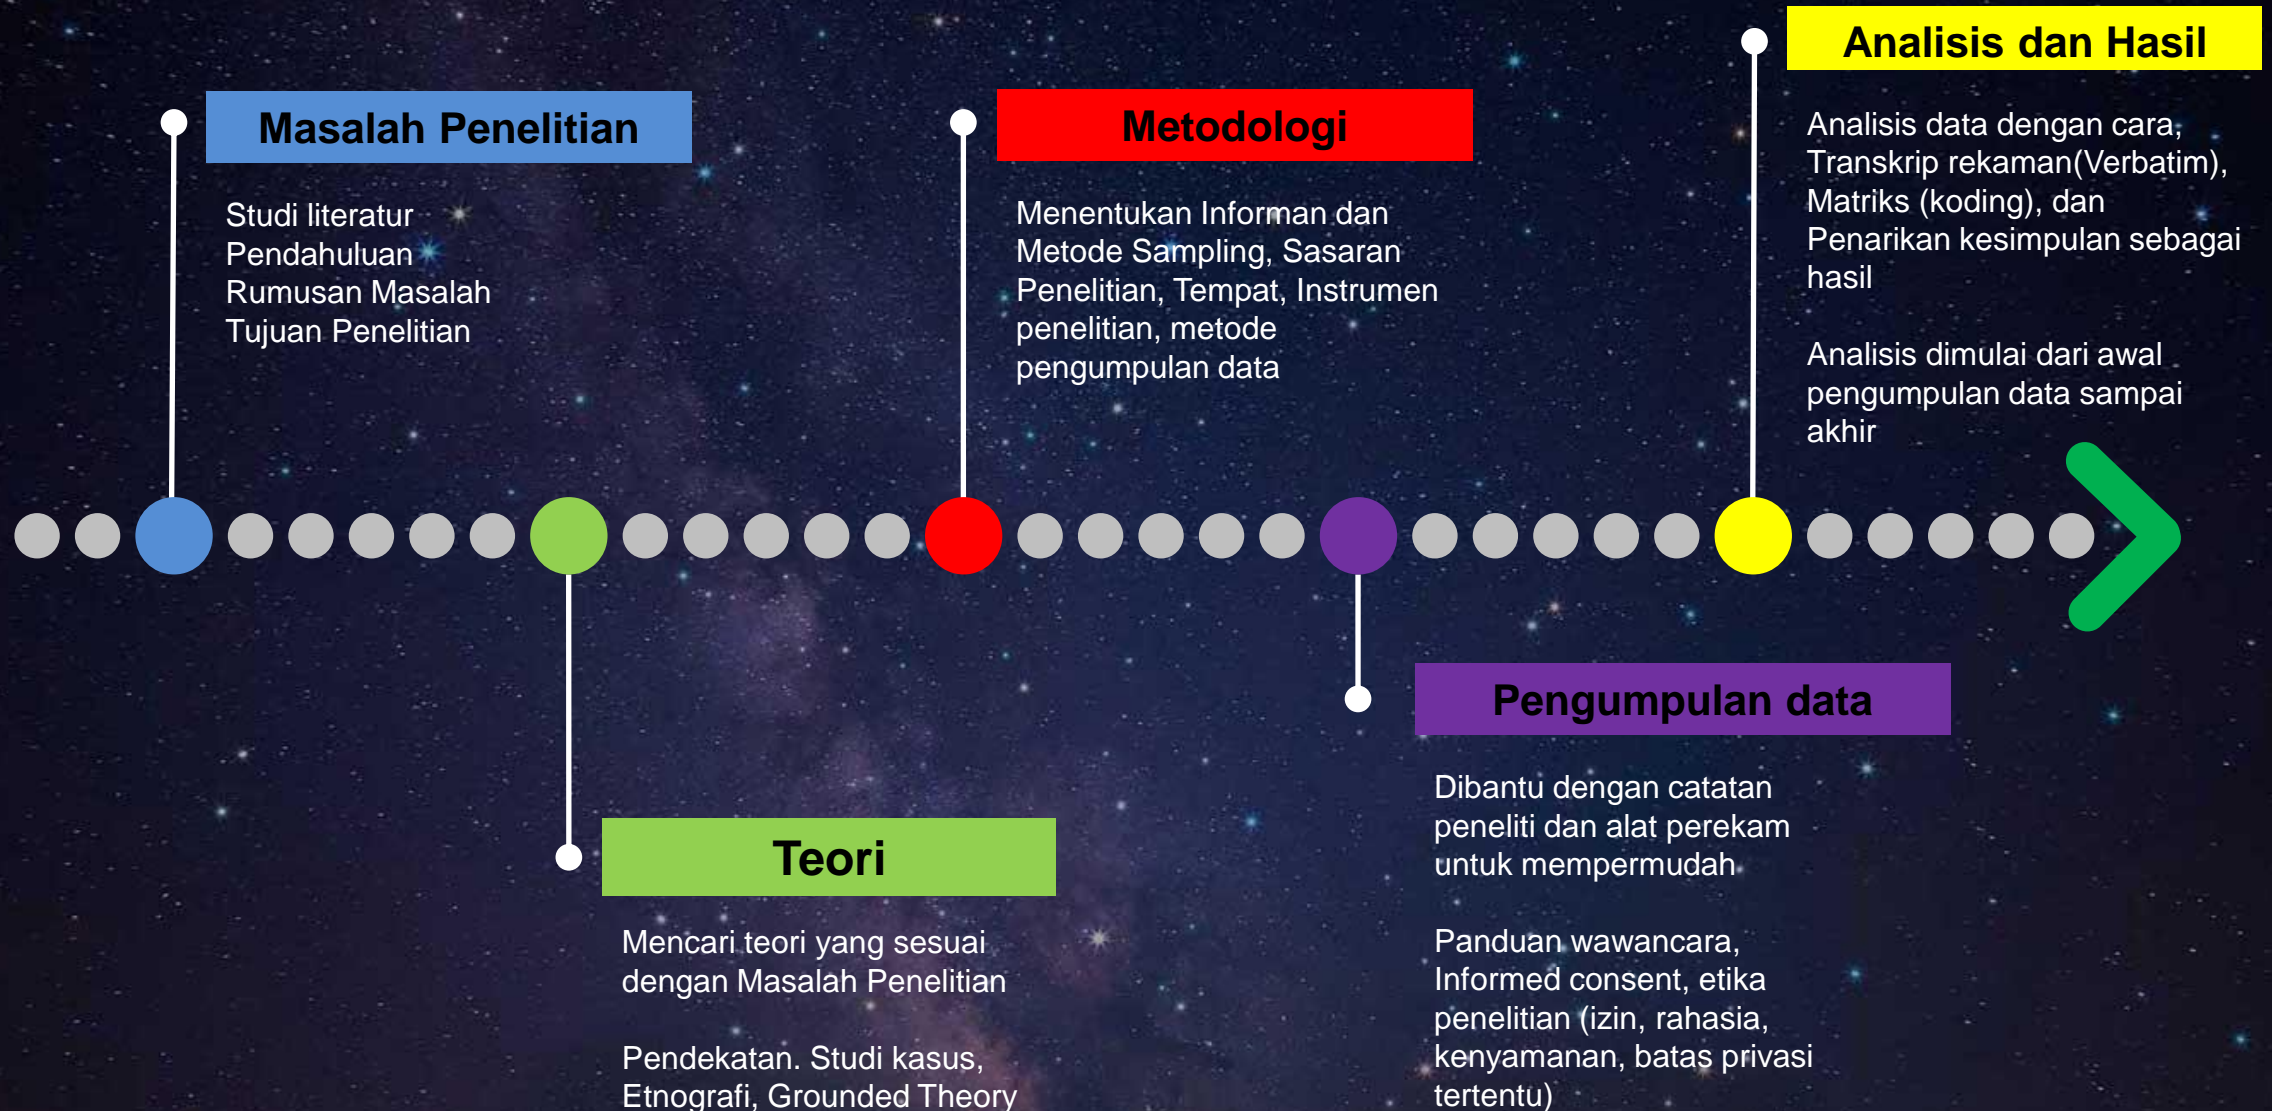 Masalah Penelitian
Studi literatur
Pendahuluan
Rumusan Masalah
Tujuan Penelitian
Teori
Mencari teori yang sesuai
dengan Masalah Penelitian
Pendekatan. Studi kasus,
Etnografi, Grounded Theory
Metodologi
Menentukan Informan dan
Metode Sampling, Sasaran
Penelitian, Tempat, Instrumen
penelitian, metode
pengumpulan data
Pengumpulan data
Dibantu dengan catatan
peneliti dan alat perekam
untuk mempermudah
Panduan wawancara,
Informed consent, etika
penelitian (izin, rahasia,
kenyamanan, batas privasi
tertentu)
Analisis dan Hasil
Analisis data dengan cara,
Transkrip rekaman(Verbatim),
Matriks (koding), dan
Penarikan kesimpulan sebagai
hasil
Analisis dimulai dari awal
pengumpulan data sampai
akhir